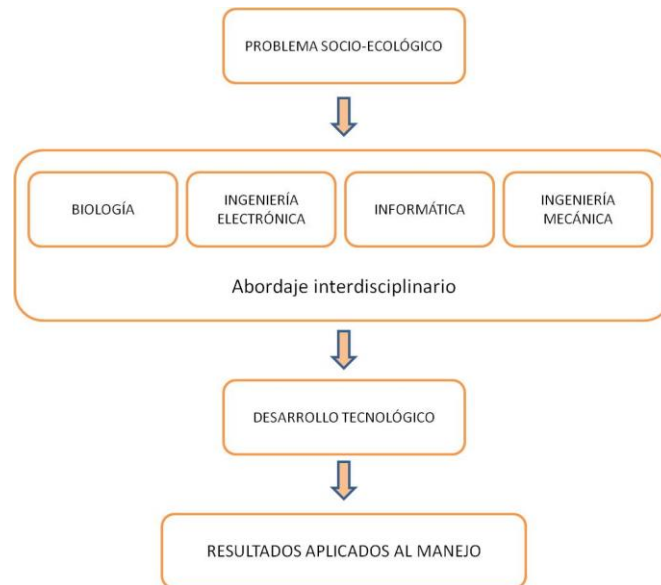 PROBLEMA SOCIO-ECOLÓGICO
BIOLOGÍA
INGENIERÍA
ELECTRÓNICA
INFORMÁTICA
INGENIERÍA
MECÁNICA
Abordaje interdisciplinario
DESARROLLO TECNOLÓGICO
RESULTADOS APLICADOS AL MANEJO